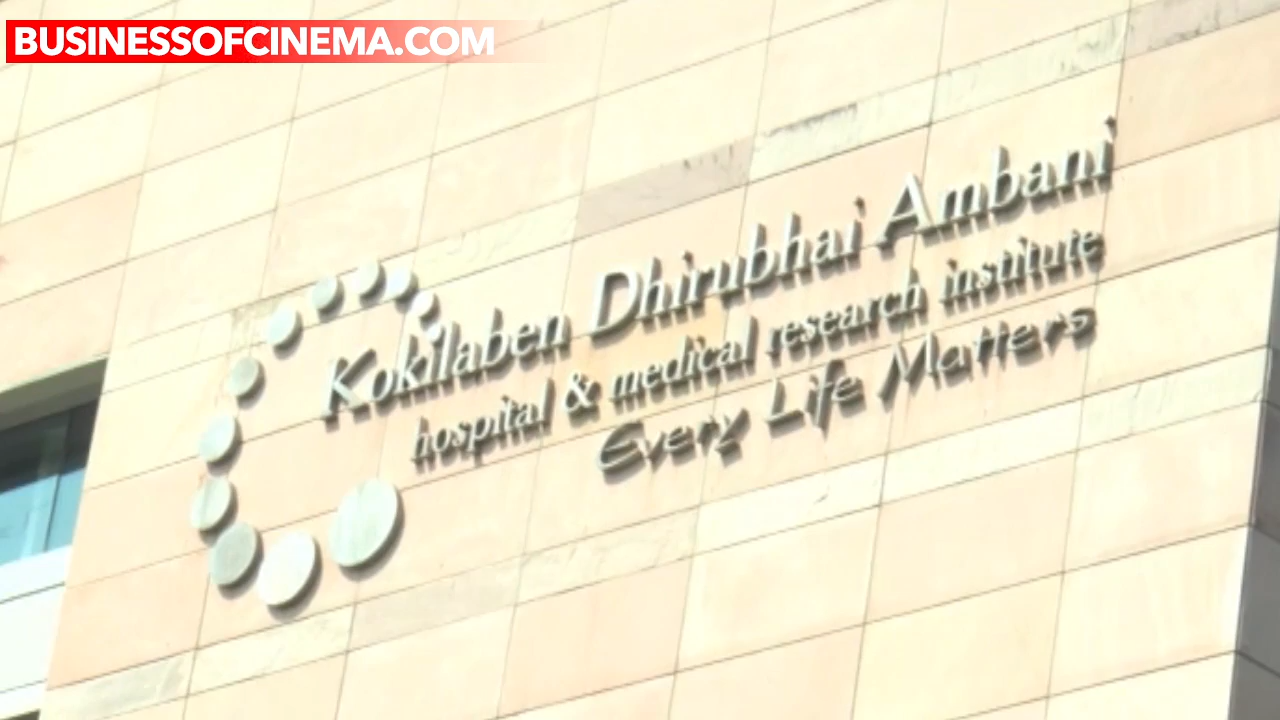 BUSINESSOFCINEMA.COM
Kokilaben Dhirubhai Ambani
hospital & medical research institute
Every Life Matters